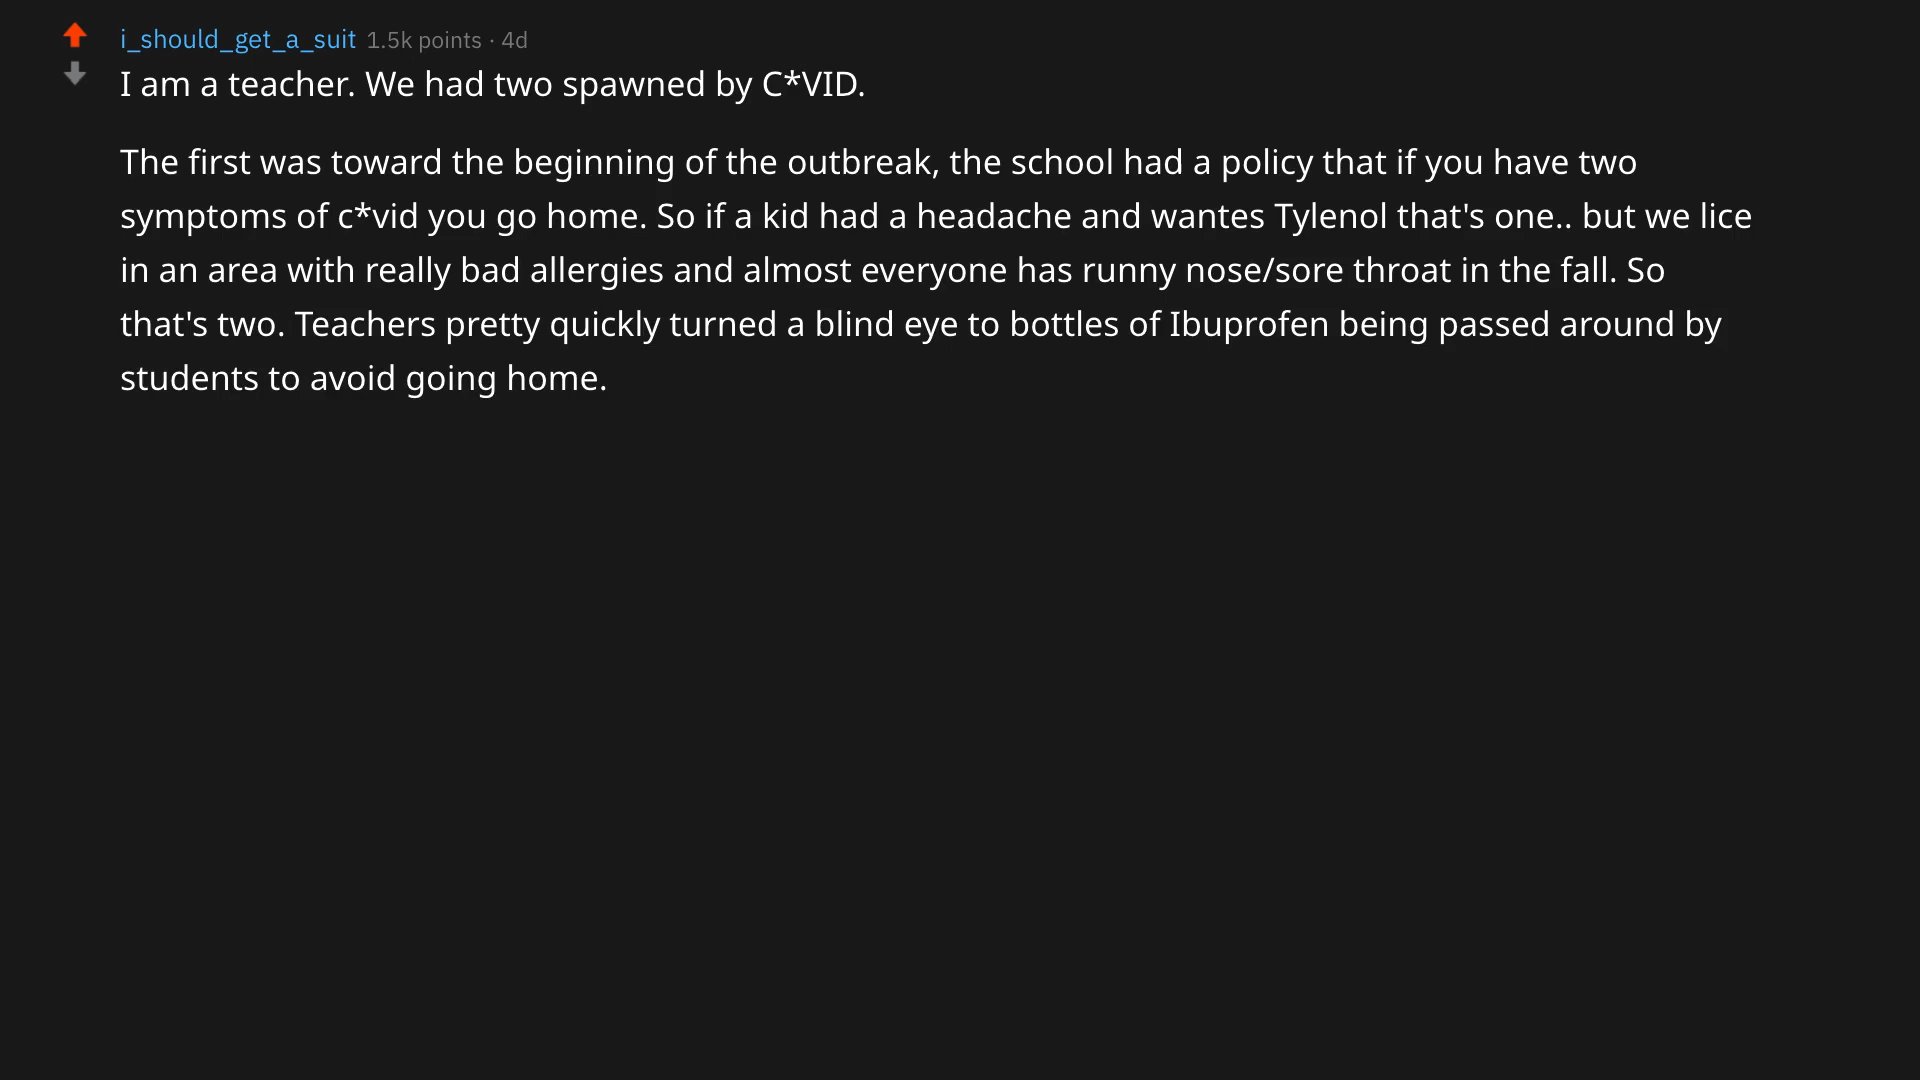 i_should_get_a_suit 1.5k points · 4d
I am a teacher. We had two spawned by C*VID.
The first was toward the beginning of the outbreak, the school had a policy that if you have two
symptoms of c*vid you go home. So if a kid had a headache and wantes Tylenol that's one.. but we lice
in an area with really bad allergies and almost everyone has runny nose/sore throat in the fall. So
that's two. Teachers pretty quickly turned a blind eye to bottles of Ibuprofen being passed around by
students to avoid going home.